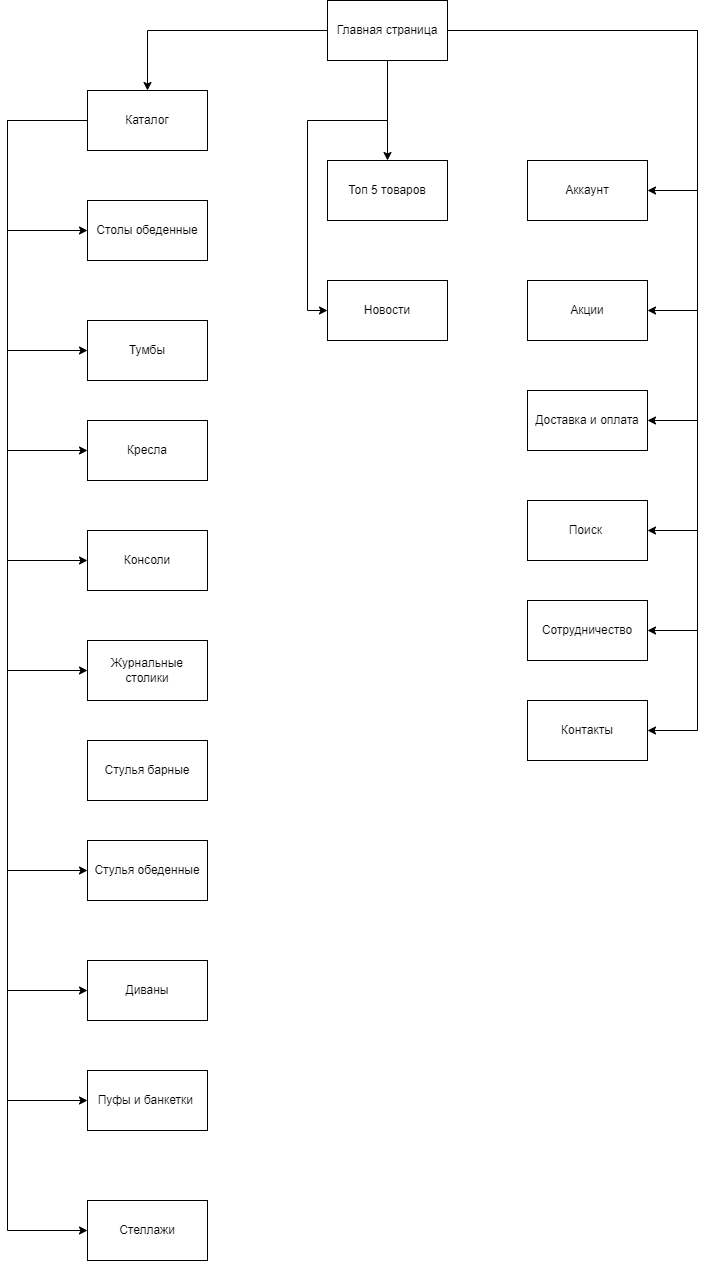 Главная страница
Каталог
Топ 5 товаров
Аккаунт
Столы обеденные
Новости
Акции
Тумбы
Доставка и оплата
Кресла
Поиск
Консоли
Сотрудничество
Журнальные
столики
Контакты
Стулья барные
Стулья обеденные
Диваны
Пуфы и банкетки
Стеллажи